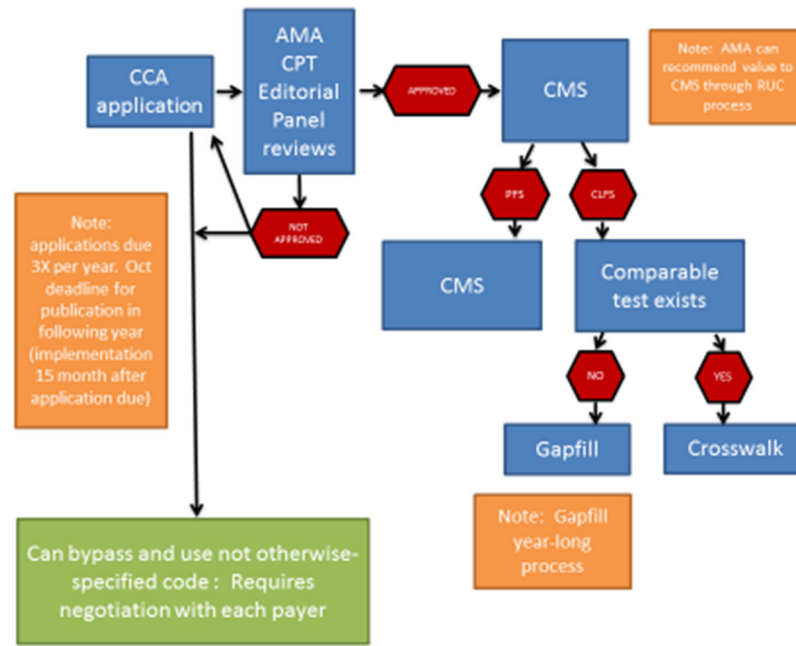 CCA
application
AMA
CPT
Editorial
Panel
reviews
APPROVED
CMS
Note:  AMA can
recommend value to
CMS through RUC
process
NOT
APPROVED
PFS
CLFS
Note:
applications due
3X per year.  Oct
deadline for
publication in
following year
(implementation
15 month after
application due)
CMS
Comparable
test exists
NO
YES
Gapfill
Crosswalk
Note:  Gapfill
year-long
process
Can bypass and use not otherwise-
specified code :  Requires
negotiation with each payer